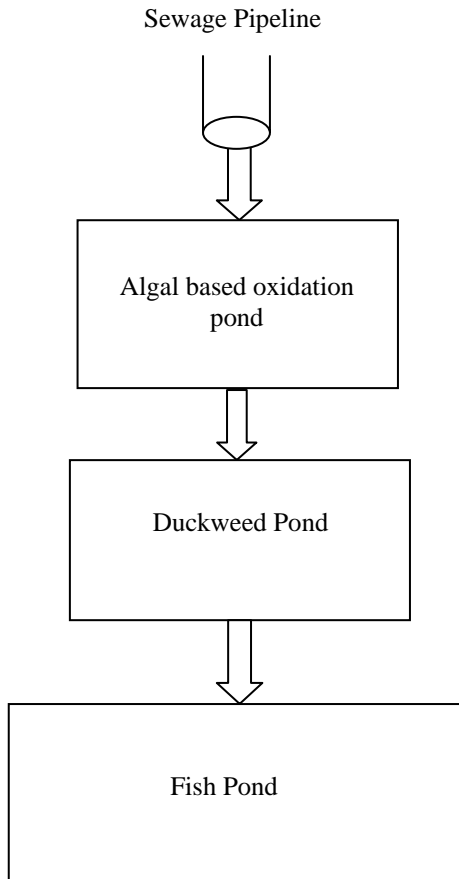 Sewage Pipeline
Algal based oxidation
pond
Duckweed Pond
Fish Pond